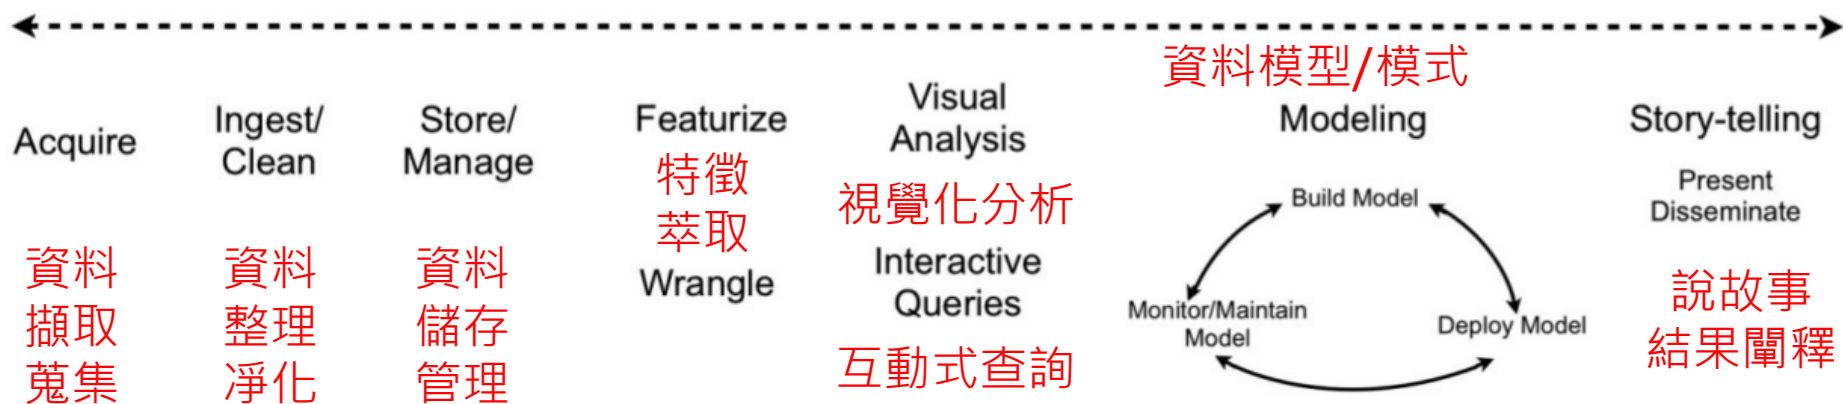 Acquire
資料
擷取
蒐集
Ingest/
Clean
資料
整理
淨化
Store/
Manage
資料
儲存
管理
Featurize
特徵
萃取
Wrangle
Visual
Analysis
視覺化分析
Interactive
Queries
互動式查詢
資料模型/模式
Modeling
Build Model
Monitor/Maintain
Model
Deploy Model
Story-telling
Present
Disseminate
說故事
結果闡釋